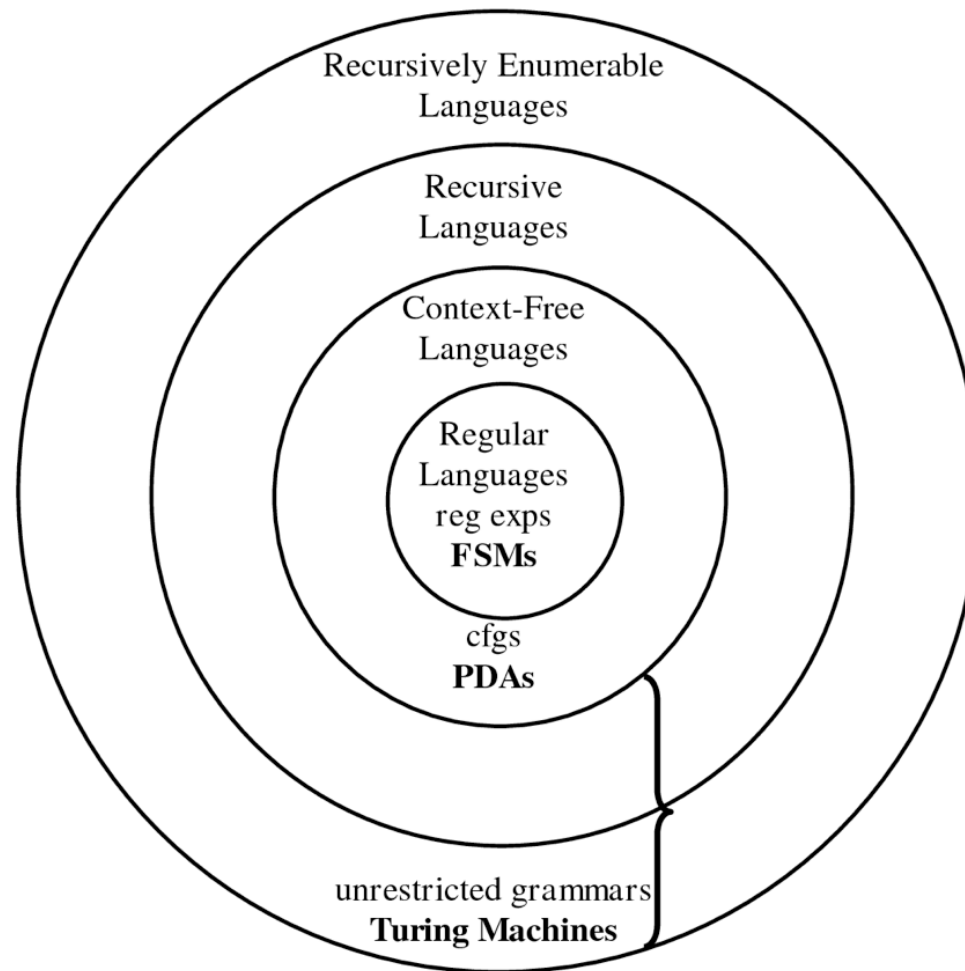 Recursively Enumerable
Languages
Recursive
Languages
Context-Free
Languages
Regular
Languages
reg exps
FSMs
cfgs
PDAs
unrestricted grammars
Turing Machines